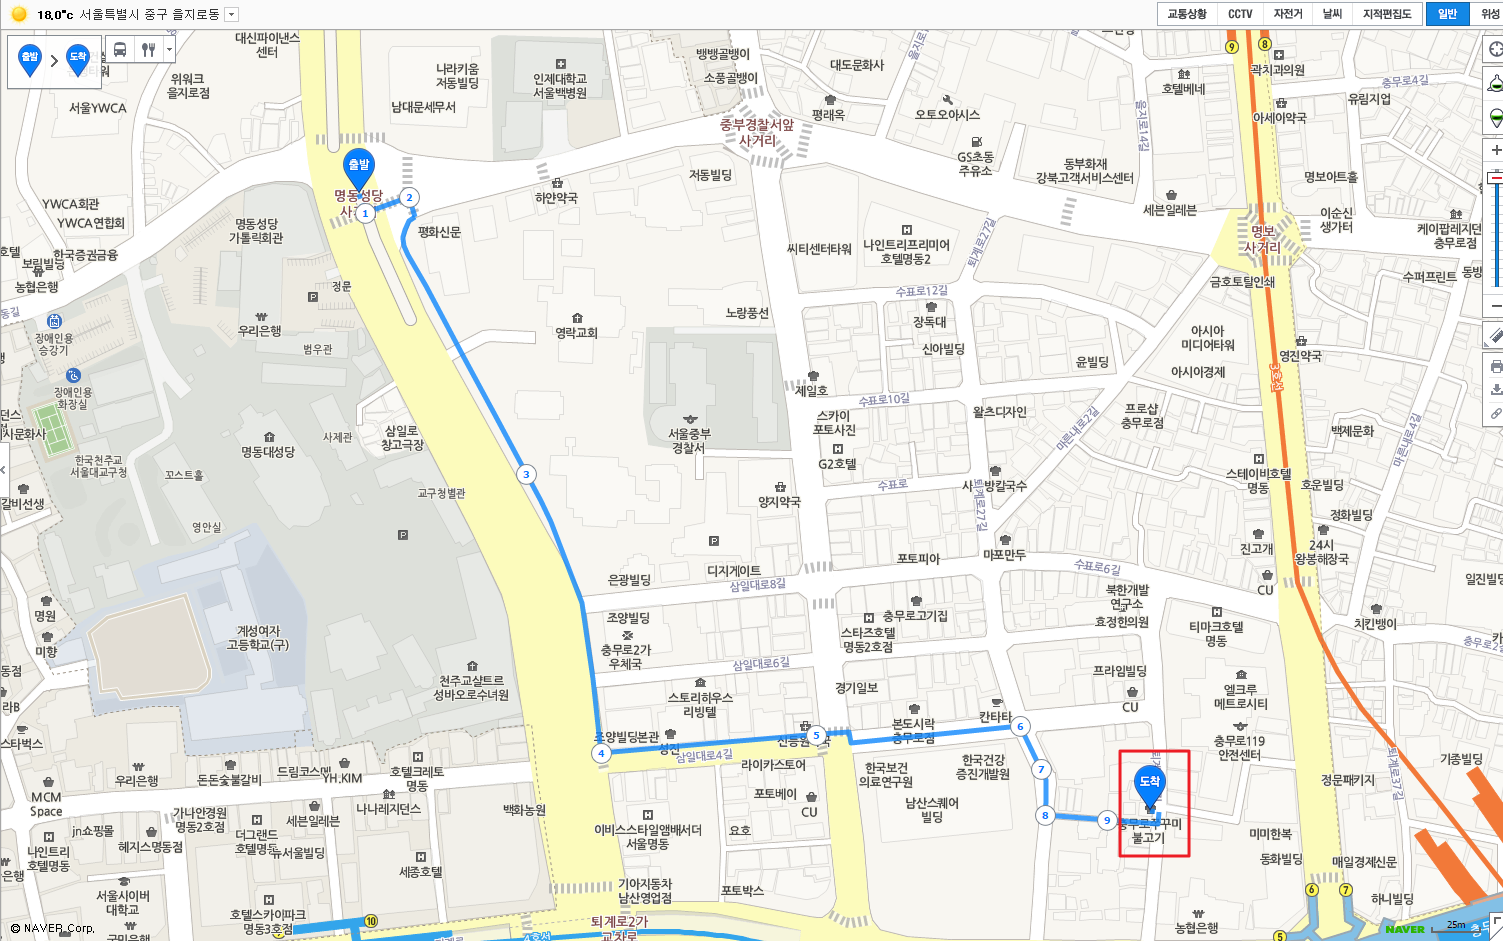 18.0°c 서울특별시 중구 을지로동
교통상황
CCTV
자전거
날씨
지적편집도
일반
위성
출발
도착
대신파이낸스
센터
위워크
을지로점
서울YWCA
나라키움
저동빌딩
남대문세무서
인제대학교
서울백병원
뱅뱅골뱅이
소풍골뱅이
대도문화사
평래옥
오토오아시스
중부경찰서앞
사거리
GS초동
주유소
동부화재
강북고객서비스센터
을지로14길
호텔베네
9
8
곽치과의원
충무로4길
유림지업
아세이약국
출발
명동성당
1
2
하얀약국
저동빌딩
세븐일레븐
명보아트홀
이순신
생가터
케이팝레지던
충무로점
YWCA회관
YWCA연합회
한국증권금융
보림빌딩
농협은행
명동성당
가톨릭회관
평화신문
씨티센터타워
나인트리프리미어
호텔명동2
퇴계로27길
명보
사거리
수퍼프린트
동방
정문
금호토탈인쇄
수표로12길
장독대
신아빌딩
노랑풍선
영락교회
우리은행
범우관
장애인용
승강기
장애인용
화장실
아시아
미디어타워
아시아경제
윤빌딩
영진약국
3호선
제일호
수표로10길
스카이
포토사진
왈츠디자인
마른내로2길
프로샵
충무로점
백제문화
마른내로4길
사제관
삼일로
창고극장
명동대성당
한국천주교
서울대교구청
꼬스트홀
서울중부
경찰서
G2호텔
수표로
방칼국수
퇴계로27길
스테이비호텔
명동
호운빌딩
정화빌딩
갈비선생
교구청별관
3
양지약국
영안실
진고개
24시
왕봉해장국
포토피아
마포만두
수표로6길
디지게이트
은광빌딩
삼일대로8길
북한개발
연구소
효정한의원
CU
일진빌딩
명원
미향
계성여자
고등학교(구)
조양빌딩
충무로2가
우체국
충무로고기집
스타즈호텔
명동2호점
티마크호텔
명동
치킨뱅이
삼일대로6길
천주교샬트르
성바오로수녀원
스토리하우스
리빙텔
경기일보
프라임빌딩
CU
엘크루
메트로시티
조양빌딩본관
4
5
본도시락
충무로점
칸타타
6
충무로119
안전센터
삼일대로4길
라이카스토어
한국보건
의료연구원
한국건강
증진개발원
7
정문패키지
기종빌딩
퇴계로37길
스타벅스
우리은행
돈돈숯불갈비
드림코스메
YH.KIM
호텔크레토
명동
MCM
Space
jn쇼핑몰
가나안경원
명동2호점
세븐일레븐
나나레지던스
백화농원
포토베이
CU
남산스퀘어
빌딩
도착
8
9
충무로쭈꾸미
불고기
미미한복
동화빌딩
매일경제신문
나인트리
호텔명동
헤지스명동점
더그랜드
호텔명동
뉴서울빌딩
세종호텔
이비스스타일앰배서더
서울명동
요호
포토박스
하니빌딩
6
7
서울시이버
대학교
호텔스카이파크
명동3호점
10
기아자동차
남산영업점
퇴계로2가
교차로
4호선
농협은행
국민은행
5
© NAVER Corp.
NAVER
25m